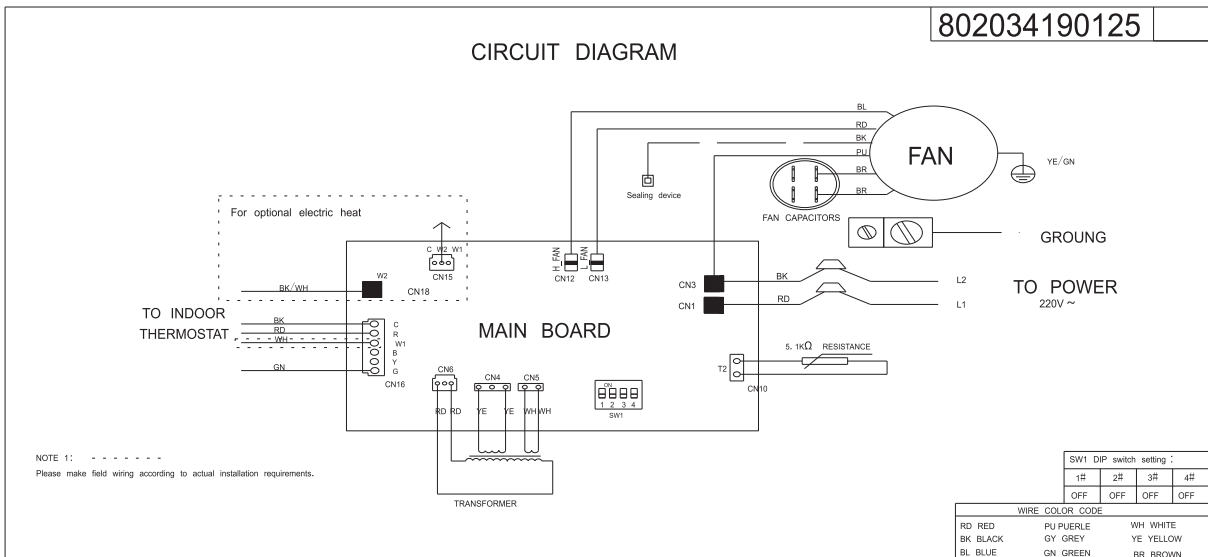 802034190125
CIRCUIT DIAGRAM
BL
RD
BK
PU
BR
BR
FAN
YE/GN
Sealing device
FAN CAPACITORS
For optional electric heat
GROUNG
C W2 W1
CN15
H FAN
CN12
L FAN
CN13
W2
BK/WH
CN18
CN3
BK
L2
CN1
RD
L1
TO POWER
220V ~
TO INDOOR
THERMOSTAT
BK
RD
WH
GN
C
R
W1
B
Y
G
CN16
MAIN BOARD
5. 1KΩ RESISTANCE
T2
CN10
CN6
CN4
CN5
RD RD
YE YE
WH WH
ON
1 2 3 4
SW1
TRANSFORMER
NOTE 1: - - - - - - -
Please make field wiring according to actual installation requirements.
SW1 DIP switch setting :
1# 2# 3# 4#
OFF OFF OFF OFF
WIRE COLOR CODE
RD RED PU PUERLE WH WHITE
BK BLACK GY GREY YE YELLOW
BL BLUE GN GREEN BR BROWN